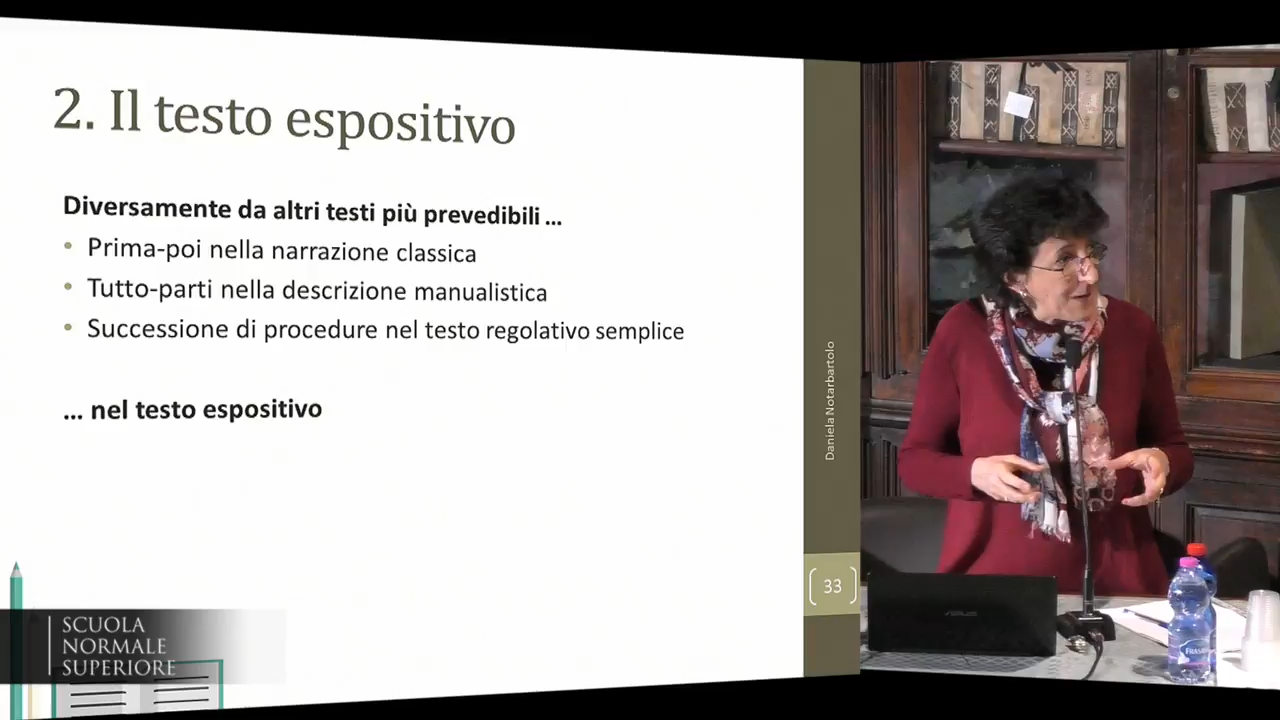 2. Il testo espositivo
Diversamente da altri testi più prevedibili ...
• Prima-poi nella narrazione classica
• Tutto-parti nella descrizione manualistica
• Successione di procedure nel testo regolativo semplice
... nel testo espositivo
Daniela Notarbartolo
33
SCUOLA
NORMALE
SUPERIORE
ASUS